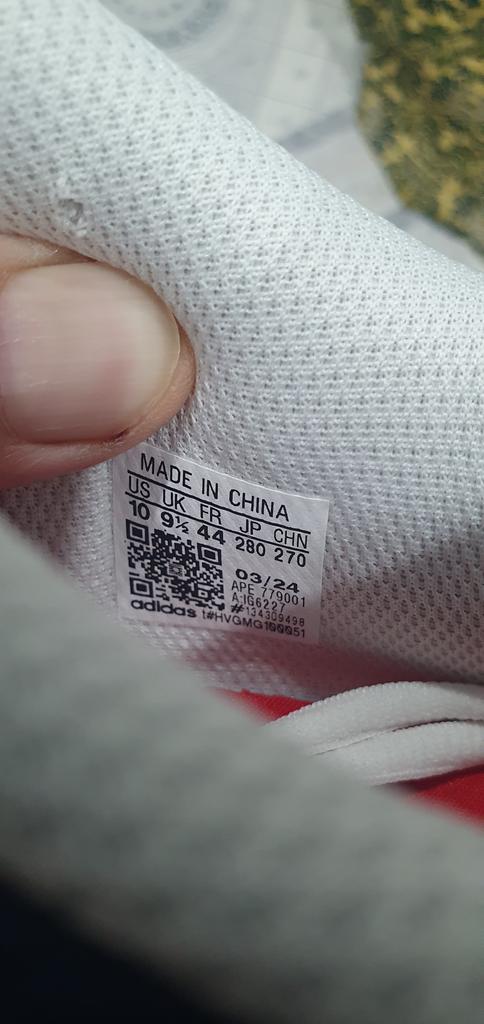 MADE IN CHINA
US UK FR JP CHN
10 9½ 44 280 270
03/24
APE 779001
A:IG6227
#134309498
adidas t#HVGMG100051